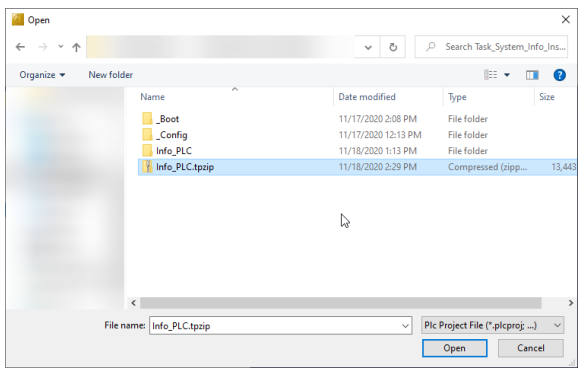 Open
Search Task_System_Info_Ins...
Organize New folder
Name Date modified Type Size
_Boot 11/17/2020 2:08 PM File folder
_Config 11/17/2020 12:13 PM File folder
Info_PLC 11/18/2020 1:13 PM File folder
Info_PLC.tpzip 11/18/2020 2:29 PM Compressed (zipp... 13,443
File name: Info_PLC.tpzip Plc Project File (*.plcproj; ...)
Open Cancel